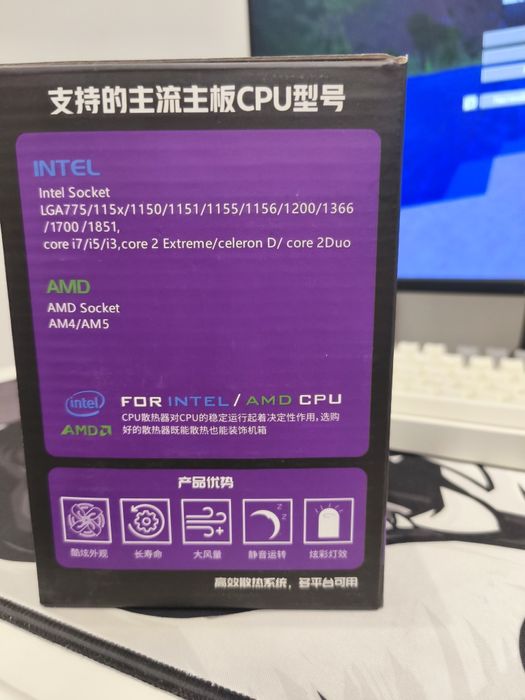 支持的主流主板CPU型号
INTEL
Intel Socket
LGA775/115x/1150/1151/1155/1156/1200/1366
/1700 /1851,
core i7/i5/i3,core 2 Extreme/celeron D/ core 2Duo
AMD
AMD Socket
AM4/AM5
intel
FOR INTEL / AMD CPU
CPU散热器对CPU的稳定运行起着决定性作用,选购
AMD
好的散热器既能散热也能装饰机箱
产品优势
酷炫外观 长寿命 大风量 静音运转 炫彩灯效
高效散热系统，多平台可用